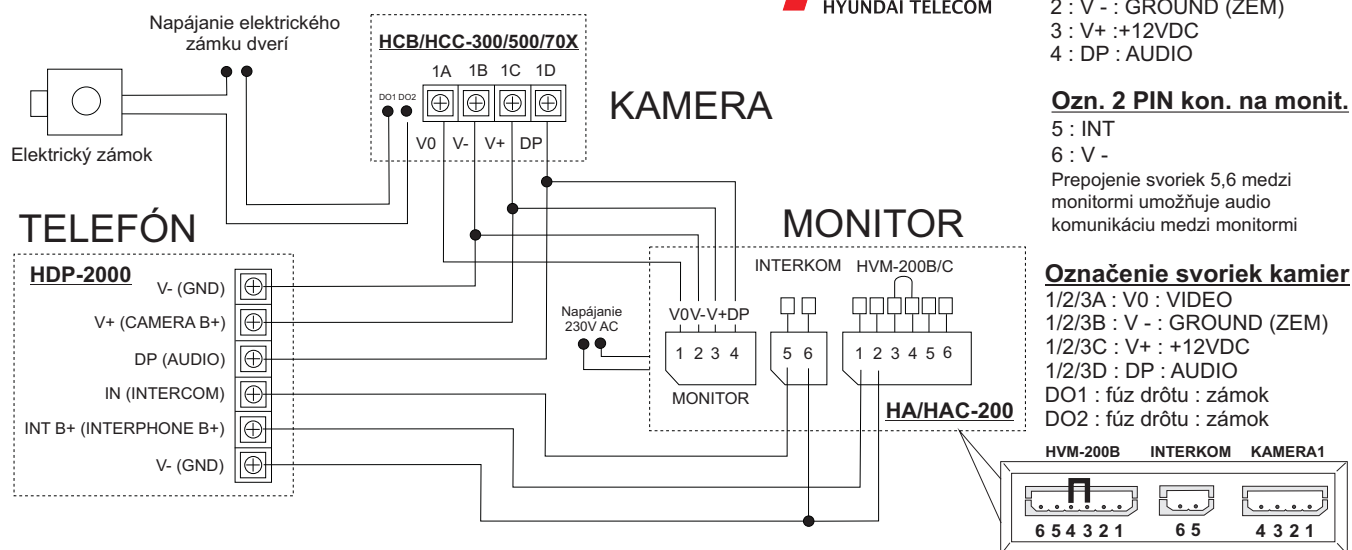 HYUNDAI TELECOM
Napájanie elektrického
zámku dverí
Elektrický zámok
HCB/HCC-300/500/70X
1A 1B 1C 1D
DO1 DO2
V0 V- V+ DP
KAMERA
TELEFÓN
HDP-2000
V- (GND)
V+ (CAMERA B+)
DP (AUDIO)
IN (INTERCOM)
INT B+ (INTERPHONE B+)
V- (GND)
MONITOR
INTERKOM HVM-200B/C
Napájanie
230V AC
V0V-V+DP
1 2 3 4
5 6
1 2 3 4 5 6
MONITOR
HA/HAC-200
2 : V - : GROUND (ZEM)
3 : V+ :+12VDC
4 : DP : AUDIO
Ozn. 2 PIN kon. na monit.
5 : INT
6 : V -
Prepojenie svoriek 5,6 medzi
monitormi umožňuje audio
komunikáciu medzi monitormi
Označenie svoriek kamier
1/2/3A : V0 : VIDEO
1/2/3B : V - : GROUND (ZEM)
1/2/3C : V+ : +12VDC
1/2/3D : DP : AUDIO
DO1 : fúz drôtu : zámok
DO2 : fúz drôtu : zámok
HVM-200B INTERKOM KAMERA1
6 5 4 3 2 1
6 5
4 3 2 1